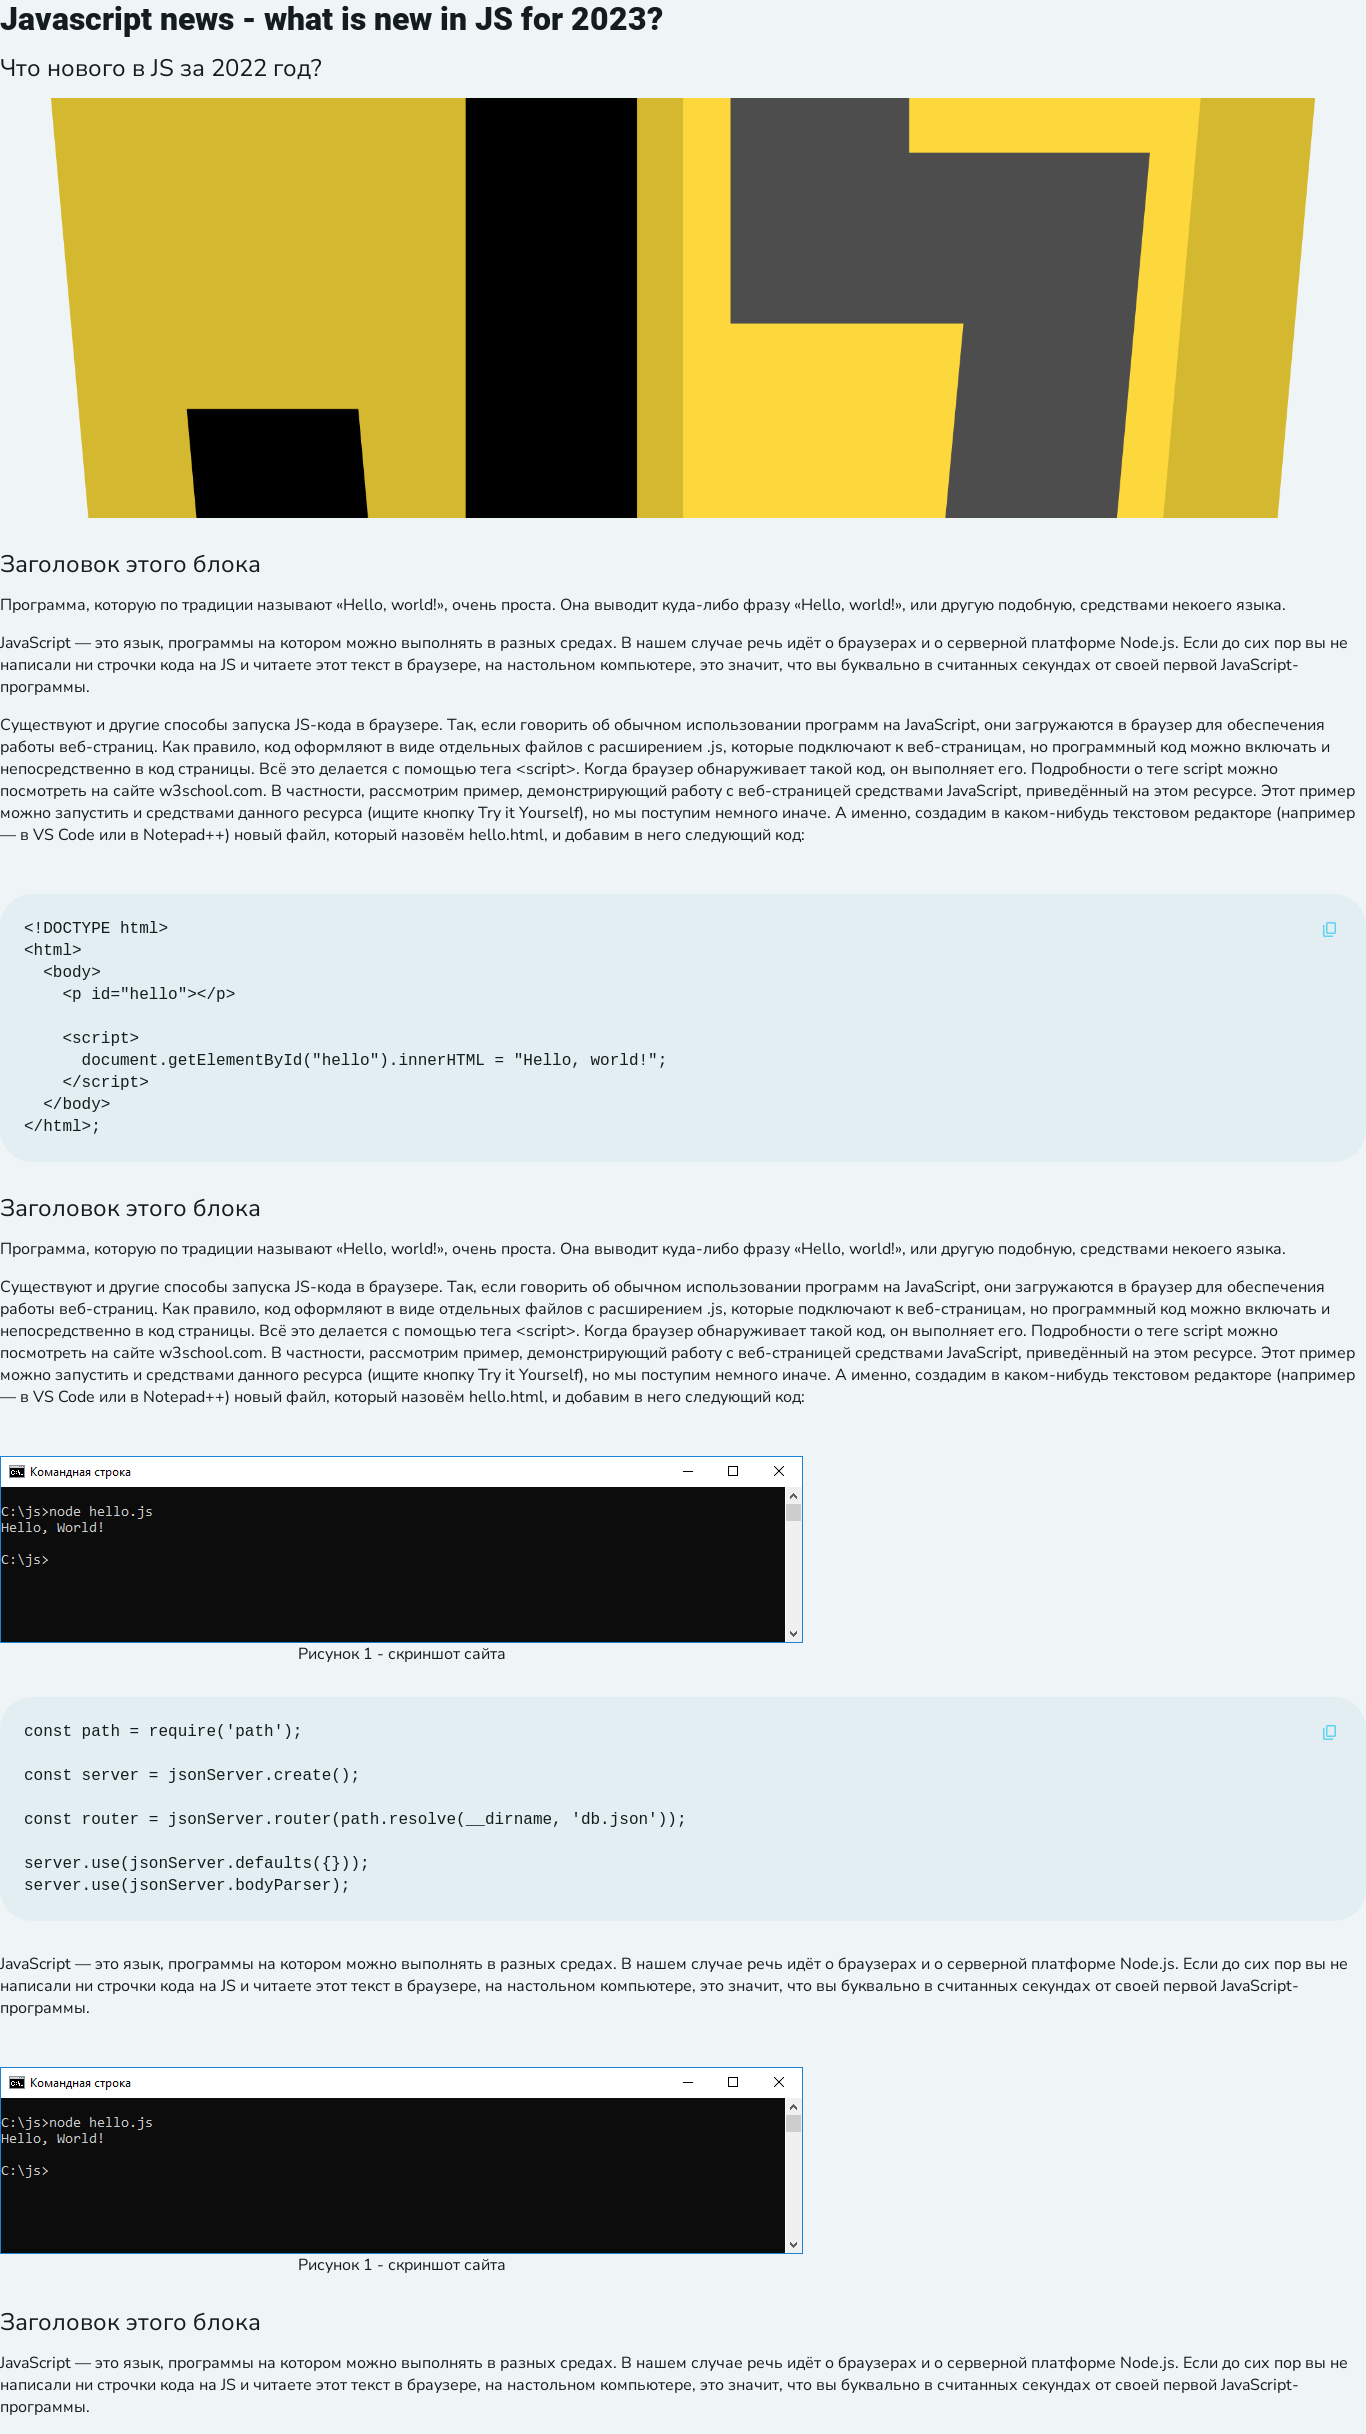 Javascript news - what is new in JS for 2023?
Что нового в JS за 2022 год?
JS
Заголовок этого блока
Программа, которую по традиции называют «Hello, world!», очень проста. Она выводит куда-либо фразу «Hello, world!», или другую подобную, средствами некоего языка.
JavaScript — это язык, программы на котором можно выполнять в разных средах. В нашем случае речь идёт о браузерах и о серверной платформе Node.js. Если до сих пор вы не
написали ни строчки кода на JS и читаете этот текст в браузере, на настольном компьютере, это значит, что вы буквально в считанных секундах от своей первой JavaScript-
программы.
Существуют и другие способы запуска JS-кода в браузере. Так, если говорить об обычном использовании программ на JavaScript, они загружаются в браузер для обеспечения
работы веб-страниц. Как правило, код оформляют в виде отдельных файлов с расширением .js, которые подключают к веб-страницам, но программный код можно включать и
непосредственно в код страницы. Всё это делается с помощью тега <script>. Когда браузер обнаруживает такой код, он выполняет его. Подробности о теге script можно
посмотреть на сайте w3school.com. В частности, рассмотрим пример, демонстрирующий работу с веб-страницей средствами JavaScript, приведённый на этом ресурсе. Этот пример
можно запустить и средствами данного ресурса (ищите кнопку Try it Yourself), но мы поступим немного иначе. А именно, создадим в каком-нибудь текстовом редакторе (например
— в VS Code или в Notepad++) новый файл, который назовём hello.html, и добавим в него следующий код:
<!DOCTYPE html>
<html>
  <body>
    <p id="hello"></p>
    <script>
      document.getElementById("hello").innerHTML = "Hello, world!";
    </script>
  </body>
</html>;
Заголовок этого блока
Программа, которую по традиции называют «Hello, world!», очень проста. Она выводит куда-либо фразу «Hello, world!», или другую подобную, средствами некоего языка.
Существуют и другие способы запуска JS-кода в браузере. Так, если говорить об обычном использовании программ на JavaScript, они загружаются в браузер для обеспечения
работы веб-страниц. Как правило, код оформляют в виде отдельных файлов с расширением .js, которые подключают к веб-страницам, но программный код можно включать и
непосредственно в код страницы. Всё это делается с помощью тега <script>. Когда браузер обнаруживает такой код, он выполняет его. Подробности о теге script можно
посмотреть на сайте w3school.com. В частности, рассмотрим пример, демонстрирующий работу с веб-страницей средствами JavaScript, приведённый на этом ресурсе. Этот пример
можно запустить и средствами данного ресурса (ищите кнопку Try it Yourself), но мы поступим немного иначе. А именно, создадим в каком-нибудь текстовом редакторе (например
— в VS Code или в Notepad++) новый файл, который назовём hello.html, и добавим в него следующий код:
Командная строка
C:\js>node hello.js
Hello, World!
C:\js>
Рисунок 1 - скриншот сайта
const path = require('path');
const server = jsonServer.create();
const router = jsonServer.router(path.resolve(__dirname, 'db.json'));
server.use(jsonServer.defaults({}));
server.use(jsonServer.bodyParser);
JavaScript — это язык, программы на котором можно выполнять в разных средах. В нашем случае речь идёт о браузерах и о серверной платформе Node.js. Если до сих пор вы не
написали ни строчки кода на JS и читаете этот текст в браузере, на настольном компьютере, это значит, что вы буквально в считанных секундах от своей первой JavaScript-
программы.
Командная строка
C:\js>node hello.js
Hello, World!
C:\js>
Рисунок 1 - скриншот сайта
Заголовок этого блока
JavaScript — это язык, программы на котором можно выполнять в разных средах. В нашем случае речь идёт о браузерах и о серверной платформе Node.js. Если до сих пор вы не
написали ни строчки кода на JS и читаете этот текст в браузере, на настольном компьютере, это значит, что вы буквально в считанных секундах от своей первой JavaScript-
программы.